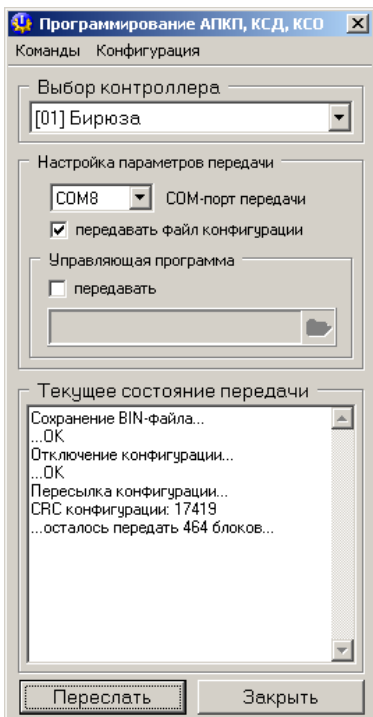 Программирование АПКП, КСД, КСО
Команды Конфигурация
Выбор контроллера
[01] Бирюза
Настройка параметров передачи
COM8 COM-порт передачи
передавать файл конфигурации
Управляющая программа
передавать
Текущее состояние передачи
Сохранение BIN-файла...
...OK
Отключение конфигурации...
...OK
Пересылка конфигурации...
CRC конфигурации: 17419
...осталось передать 464 блоков...
Переслать Закрыть